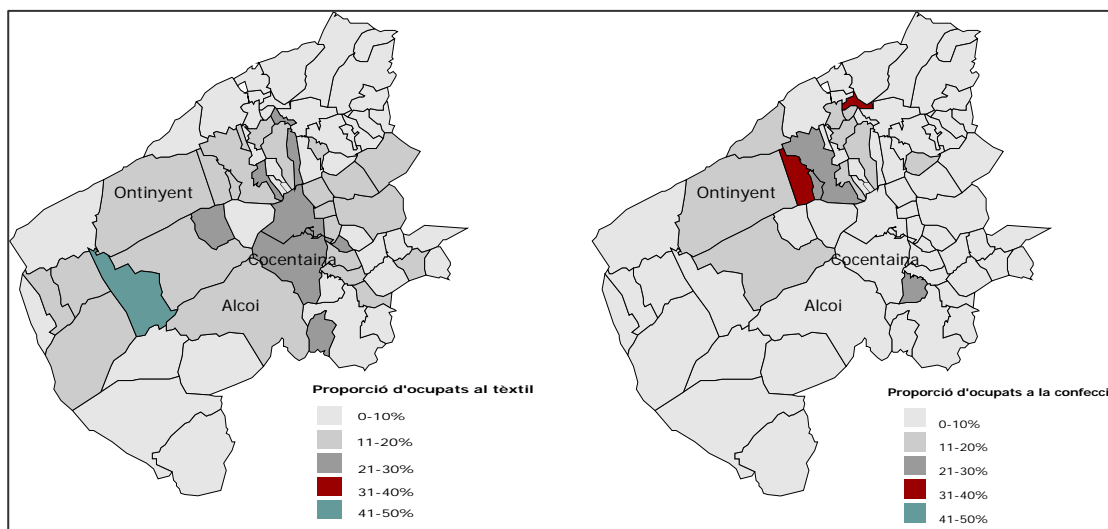 Ontinyent
Cocentaina
Alcoi
Proporció d'ocupats al tèxtil
0-10%
11-20%
21-30%
31-40%
41-50%
Ontinyent
Cocentaina
Alcoi
Proporció d'ocupats a la confecci
0-10%
11-20%
21-30%
31-40%
41-50%